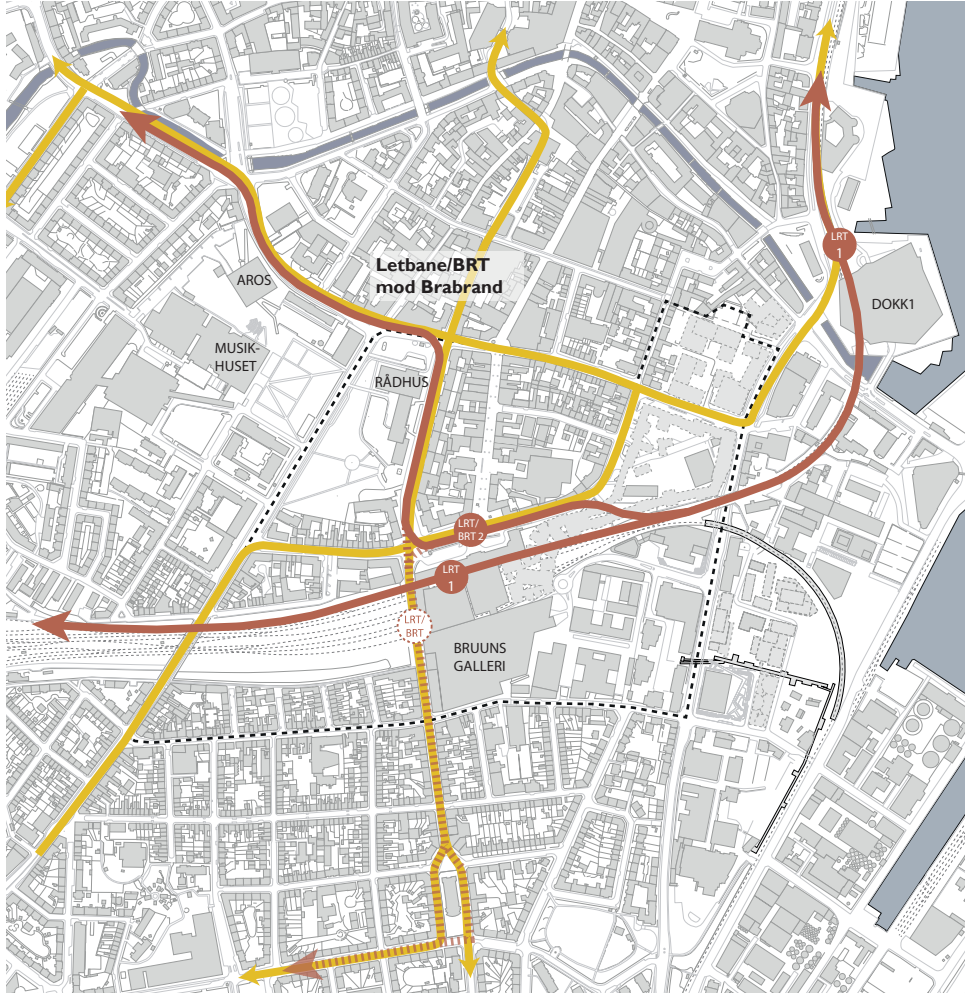 LRT
1
Letbane/BRT
mod Brabrand
AROS
DOKK1
MUSIK-
HUSET
RÅDHUS
LRT/
BRT 2
LRT
1
LRT/
BRT
BRUUNS
GALLERI